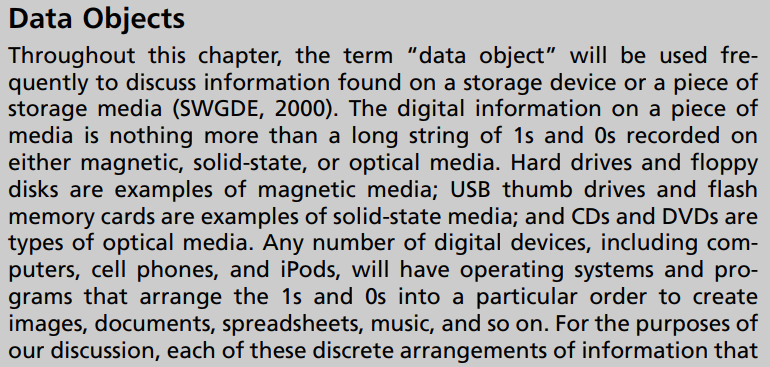 Data Objects
Throughout this chapter, the term “data object” will be used fre-
quently to discuss information found on a storage device or a piece of
storage media (SWGDE, 2000). The digital information on a piece of
media is nothing more than a long string of 1s and 0s recorded on
either magnetic, solid-state, or optical media. Hard drives and floppy
disks are examples of magnetic media; USB thumb drives and flash
memory cards are examples of solid-state media; and CDs and DVDs are
types of optical media. Any number of digital devices, including com-
puters, cell phones, and iPods, will have operating systems and pro-
grams that arrange the 1s and 0s into a particular order to create
images, documents, spreadsheets, music, and so on. For the purposes of
our discussion, each of these discrete arrangements of information that